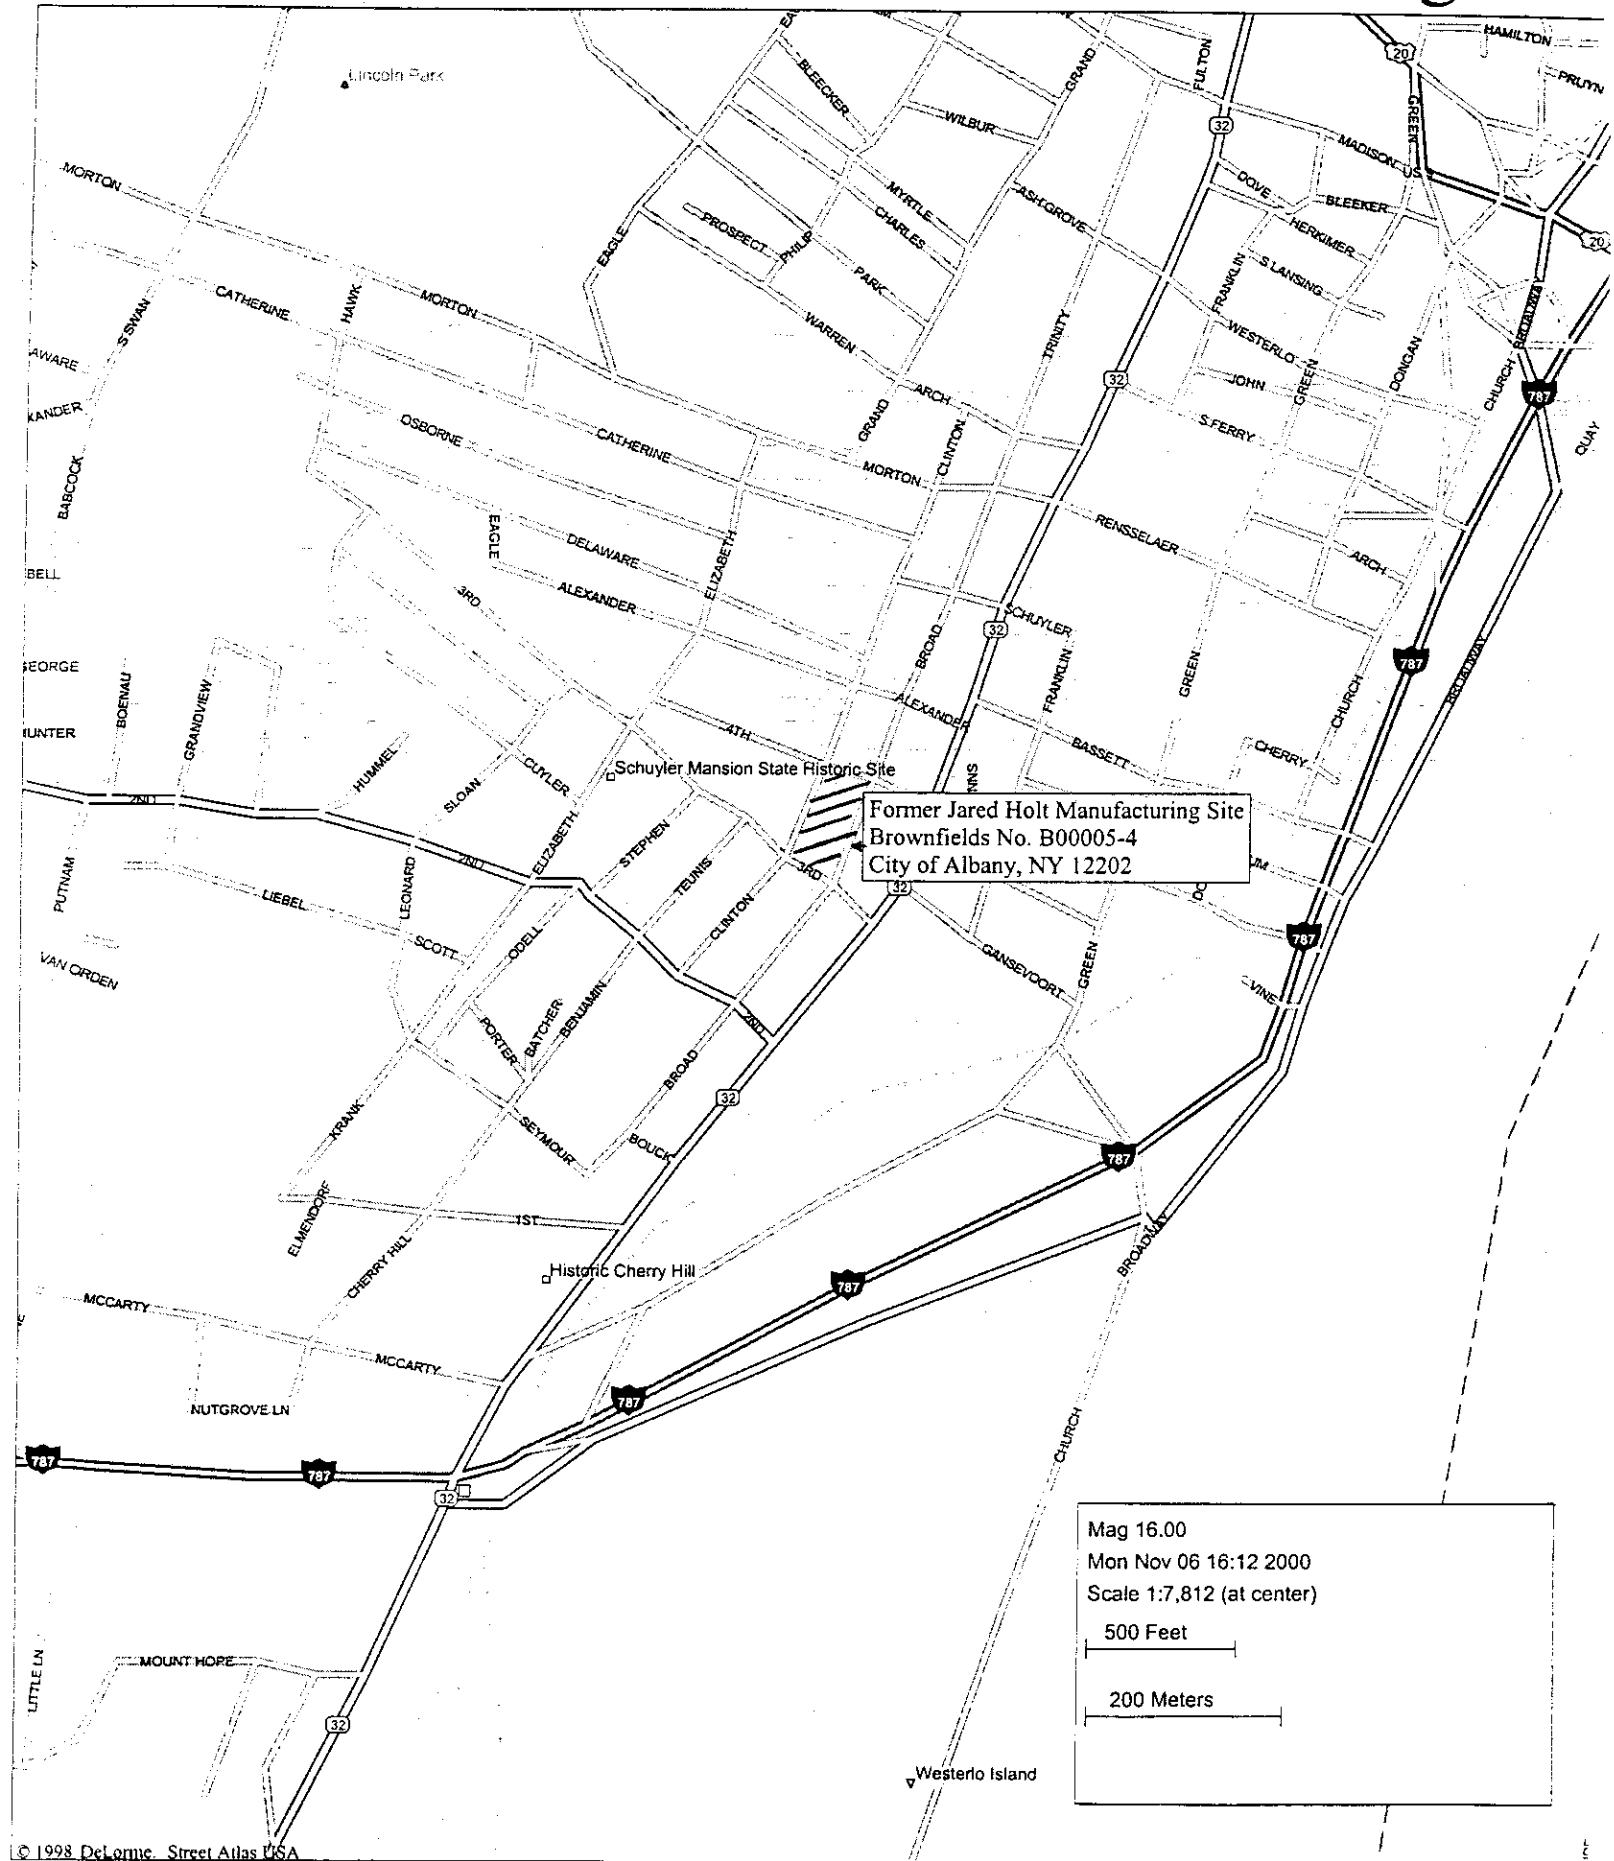 HAMILTON
20
PRUYN
Lincoln Park
BLEECKER
GRAND
FULTON
GREEN
WILBUR
32
MADISON
US
MORTON
MYRTLE
ASH GROVE
DOVE
BLEEKER
EAGLE
PROSPECT
PHILIP
CHARLES
HERKIMER
20
PARK
FRANKLIN
S LANSING
CATHERINE
HAWK
MORTON
S SWAN
WARREN
TRINITY
WESTERLO
DONGAN
CHURCH
BROADWAY
AWARE
ARCH
32
JOHN
GREEN
787
XANDER
OSBORNE
CATHERINE
GRAND
CLINTON
S FERRY
QUAY
BABCOCK
MORTON
RENSSELAER
EAGLE
DELAWARE
ELIZABETH
ARCH
BELL
3RD
ALEXANDER
SCHUYLER
32
BROAD
FRANKLIN
GREEN
787
BROADWAY
GEORGE
BOENAU
GRANDVIEW
ALEXANDER
CHURCH
HUNTER
4TH
BASSETT
CHERRY
HUMMEL
CUYLER
Schuyler Mansion State Historic Site
NNS
2ND
SLOAN
Former Jared Holt Manufacturing Site
Brownfields No. B00005-4
City of Albany, NY 12202
ELIZABETH
STEPHEN
2ND
TEUNIS
3RD
UM
DO
32
PUTNAM
LEONARD
LIEBEL
CLINTON
SCOTT
ODELL
GANSEVOORT
GREEN
787
VAN ORDEN
VINE
PORTER
BATCHER
BENJAMIN
2ND
BROAD
32
KRANK
SEYMOUR
BOUCK
787
ELMENDORF
1ST
BROADWAY
CHERRY HILL
Historic Cherry Hill
787
MCCARTY
MCCARTY
787
NUTGROVE LN
CHURCH
787
787
32
Mag 16.00
Mon Nov 06 16:12 2000
Scale 1:7,812 (at center)
500 Feet
200 Meters
LITTLE LN
MOUNT HOPE
32
Westerlo Island
© 1998 DeLorme. Street Atlas USA